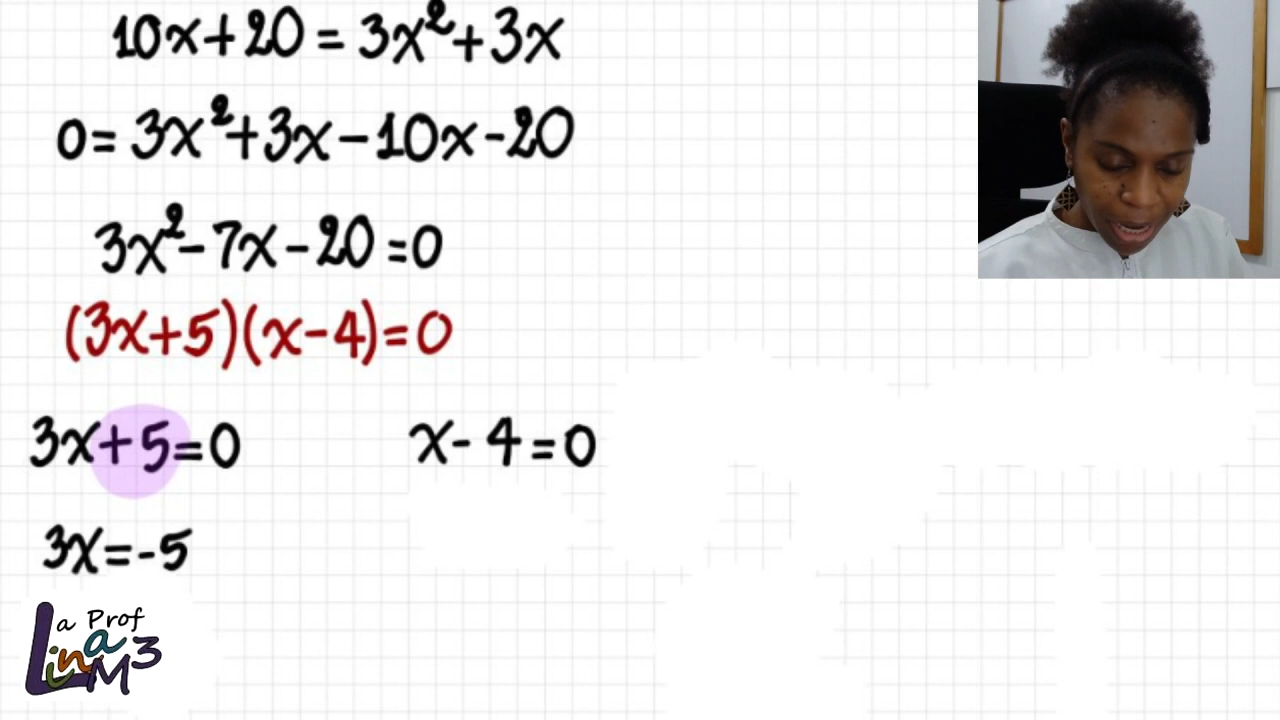 10x+20 = 3x²+3x
0= 3x²+3x-10x-20
3x²-7x-20=0
(3x+5)(x-4)=0
3x+5=0
x-4=0
3x=-5
La Prof
LinaM3